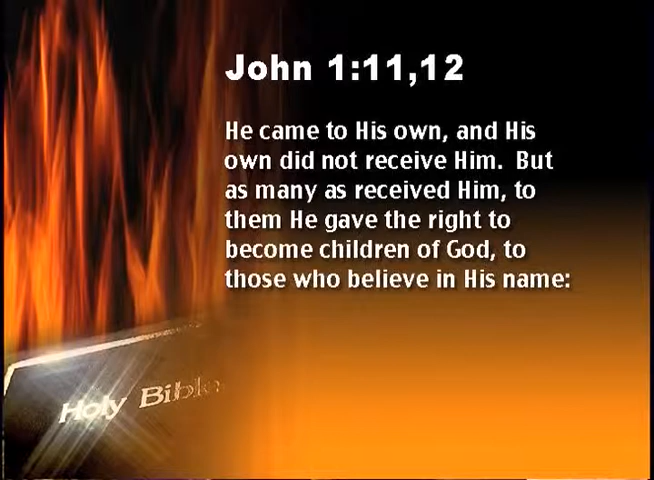 John 1:11,12
He came to His own, and His
own did not receive Him.  But
as many as received Him, to
them He gave the right to
become children of God, to
those who believe in His name:
Holy Bible